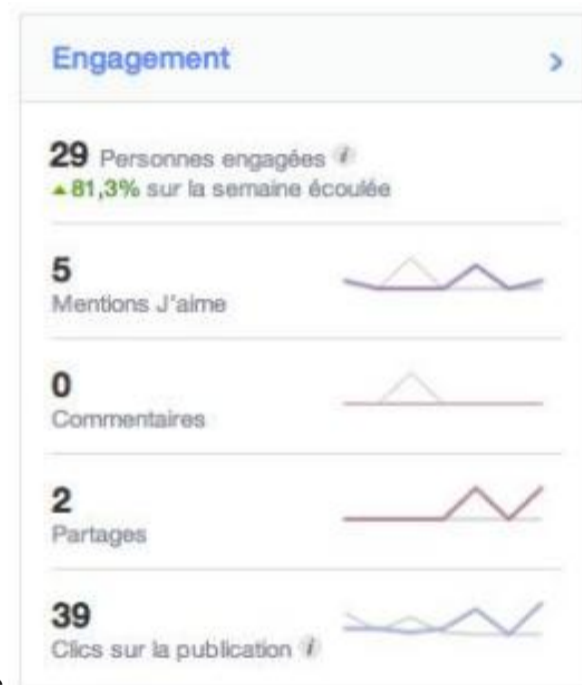 Engagement
29 Personnes engagées i
81,3% sur la semaine écoulée
5
Mentions J'aime
0
Commentaires
2
Partages
39
Clics sur la publication i